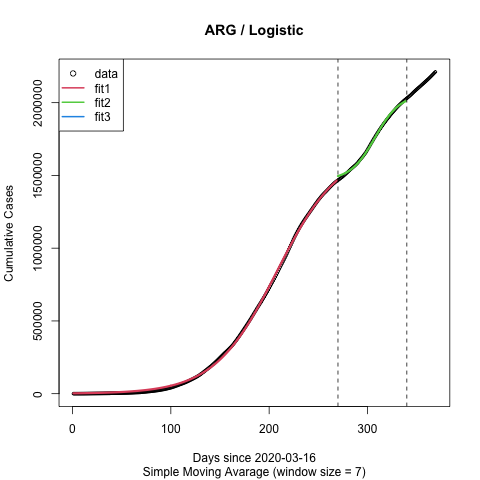 ARG / Logistic
data
fit1
fit2
fit3
Cumulative Cases
0
500000
1000000
1500000
2000000
0 100 200 300
Days since 2020-03-16
Simple Moving Avarage (window size = 7)